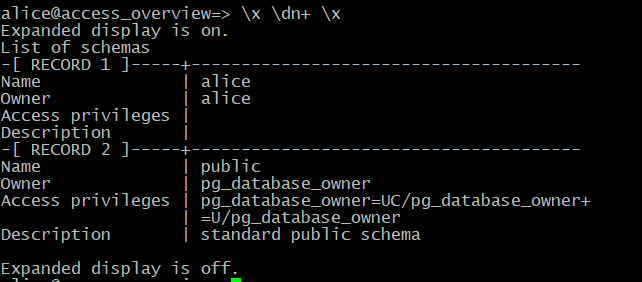 alice@access_overview=> \x \dn+ \x
Expanded display is on.
List of schemas
-[ RECORD 1 ]-----+---------------------------------------
Name              | alice
Owner             | alice
Access privileges |
Description       |
-[ RECORD 2 ]-----+---------------------------------------
Name              | public
Owner             | pg_database_owner
Access privileges | pg_database_owner=UC/pg_database_owner+
                  | =U/pg_database_owner
Description       | standard public schema
Expanded display is off.